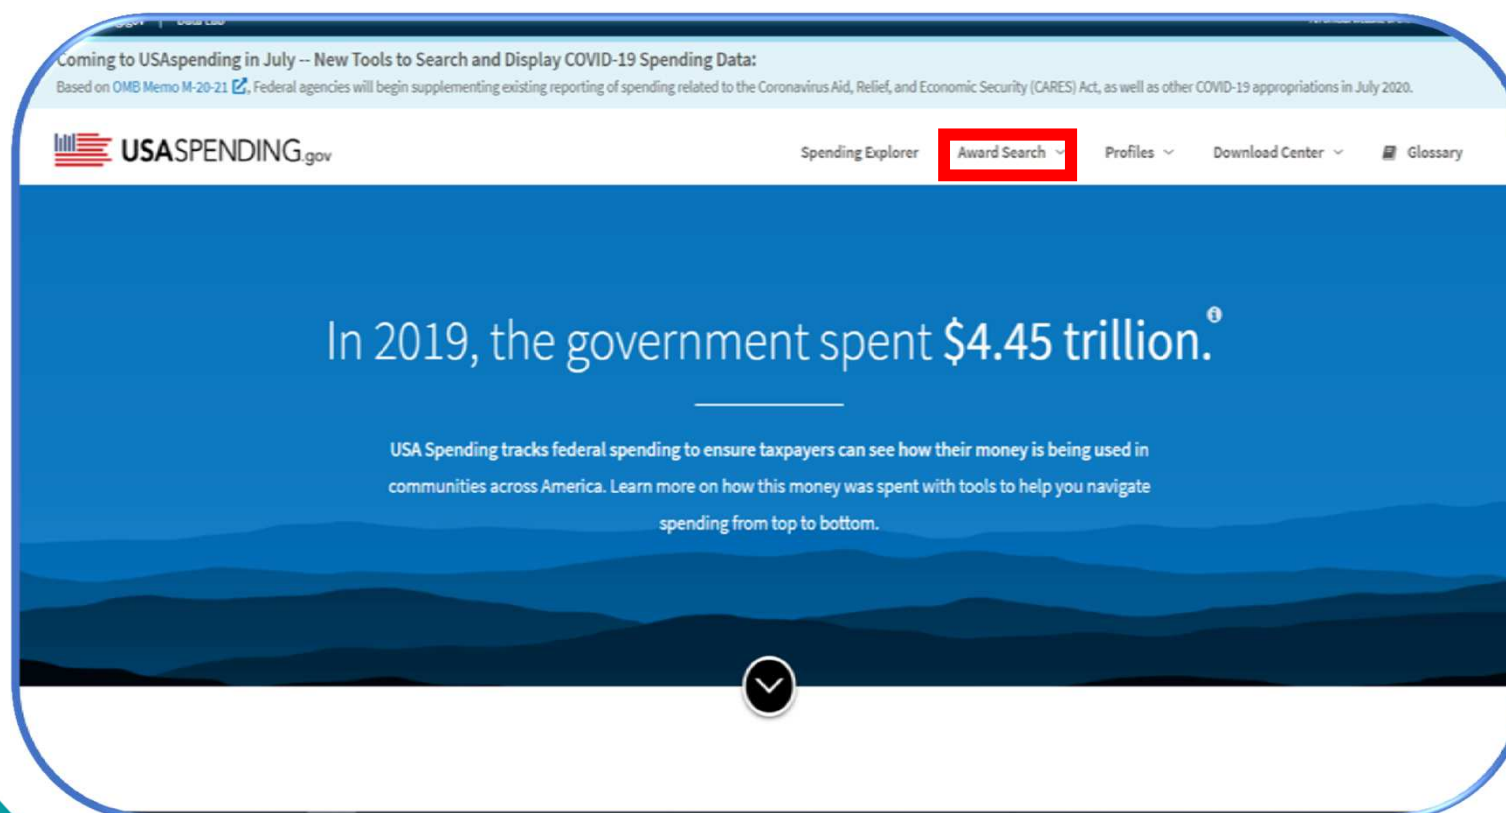 Coming to USAspending in July -- New Tools to Search and Display COVID-19 Spending Data:
Based on OMB Memo M-20-21, Federal agencies will begin supplementing existing reporting of spending related to the Coronavirus Aid, Relief, and Economic Security (CARES) Act, as well as other COVID-19 appropriations in July 2020.
USASPENDING.gov
Spending Explorer Award Search Profiles Download Center Glossary
In 2019, the government spent $4.45 trillion.
USA Spending tracks federal spending to ensure taxpayers can see how their money is being used in
communities across America. Learn more on how this money was spent with tools to help you navigate
spending from top to bottom.